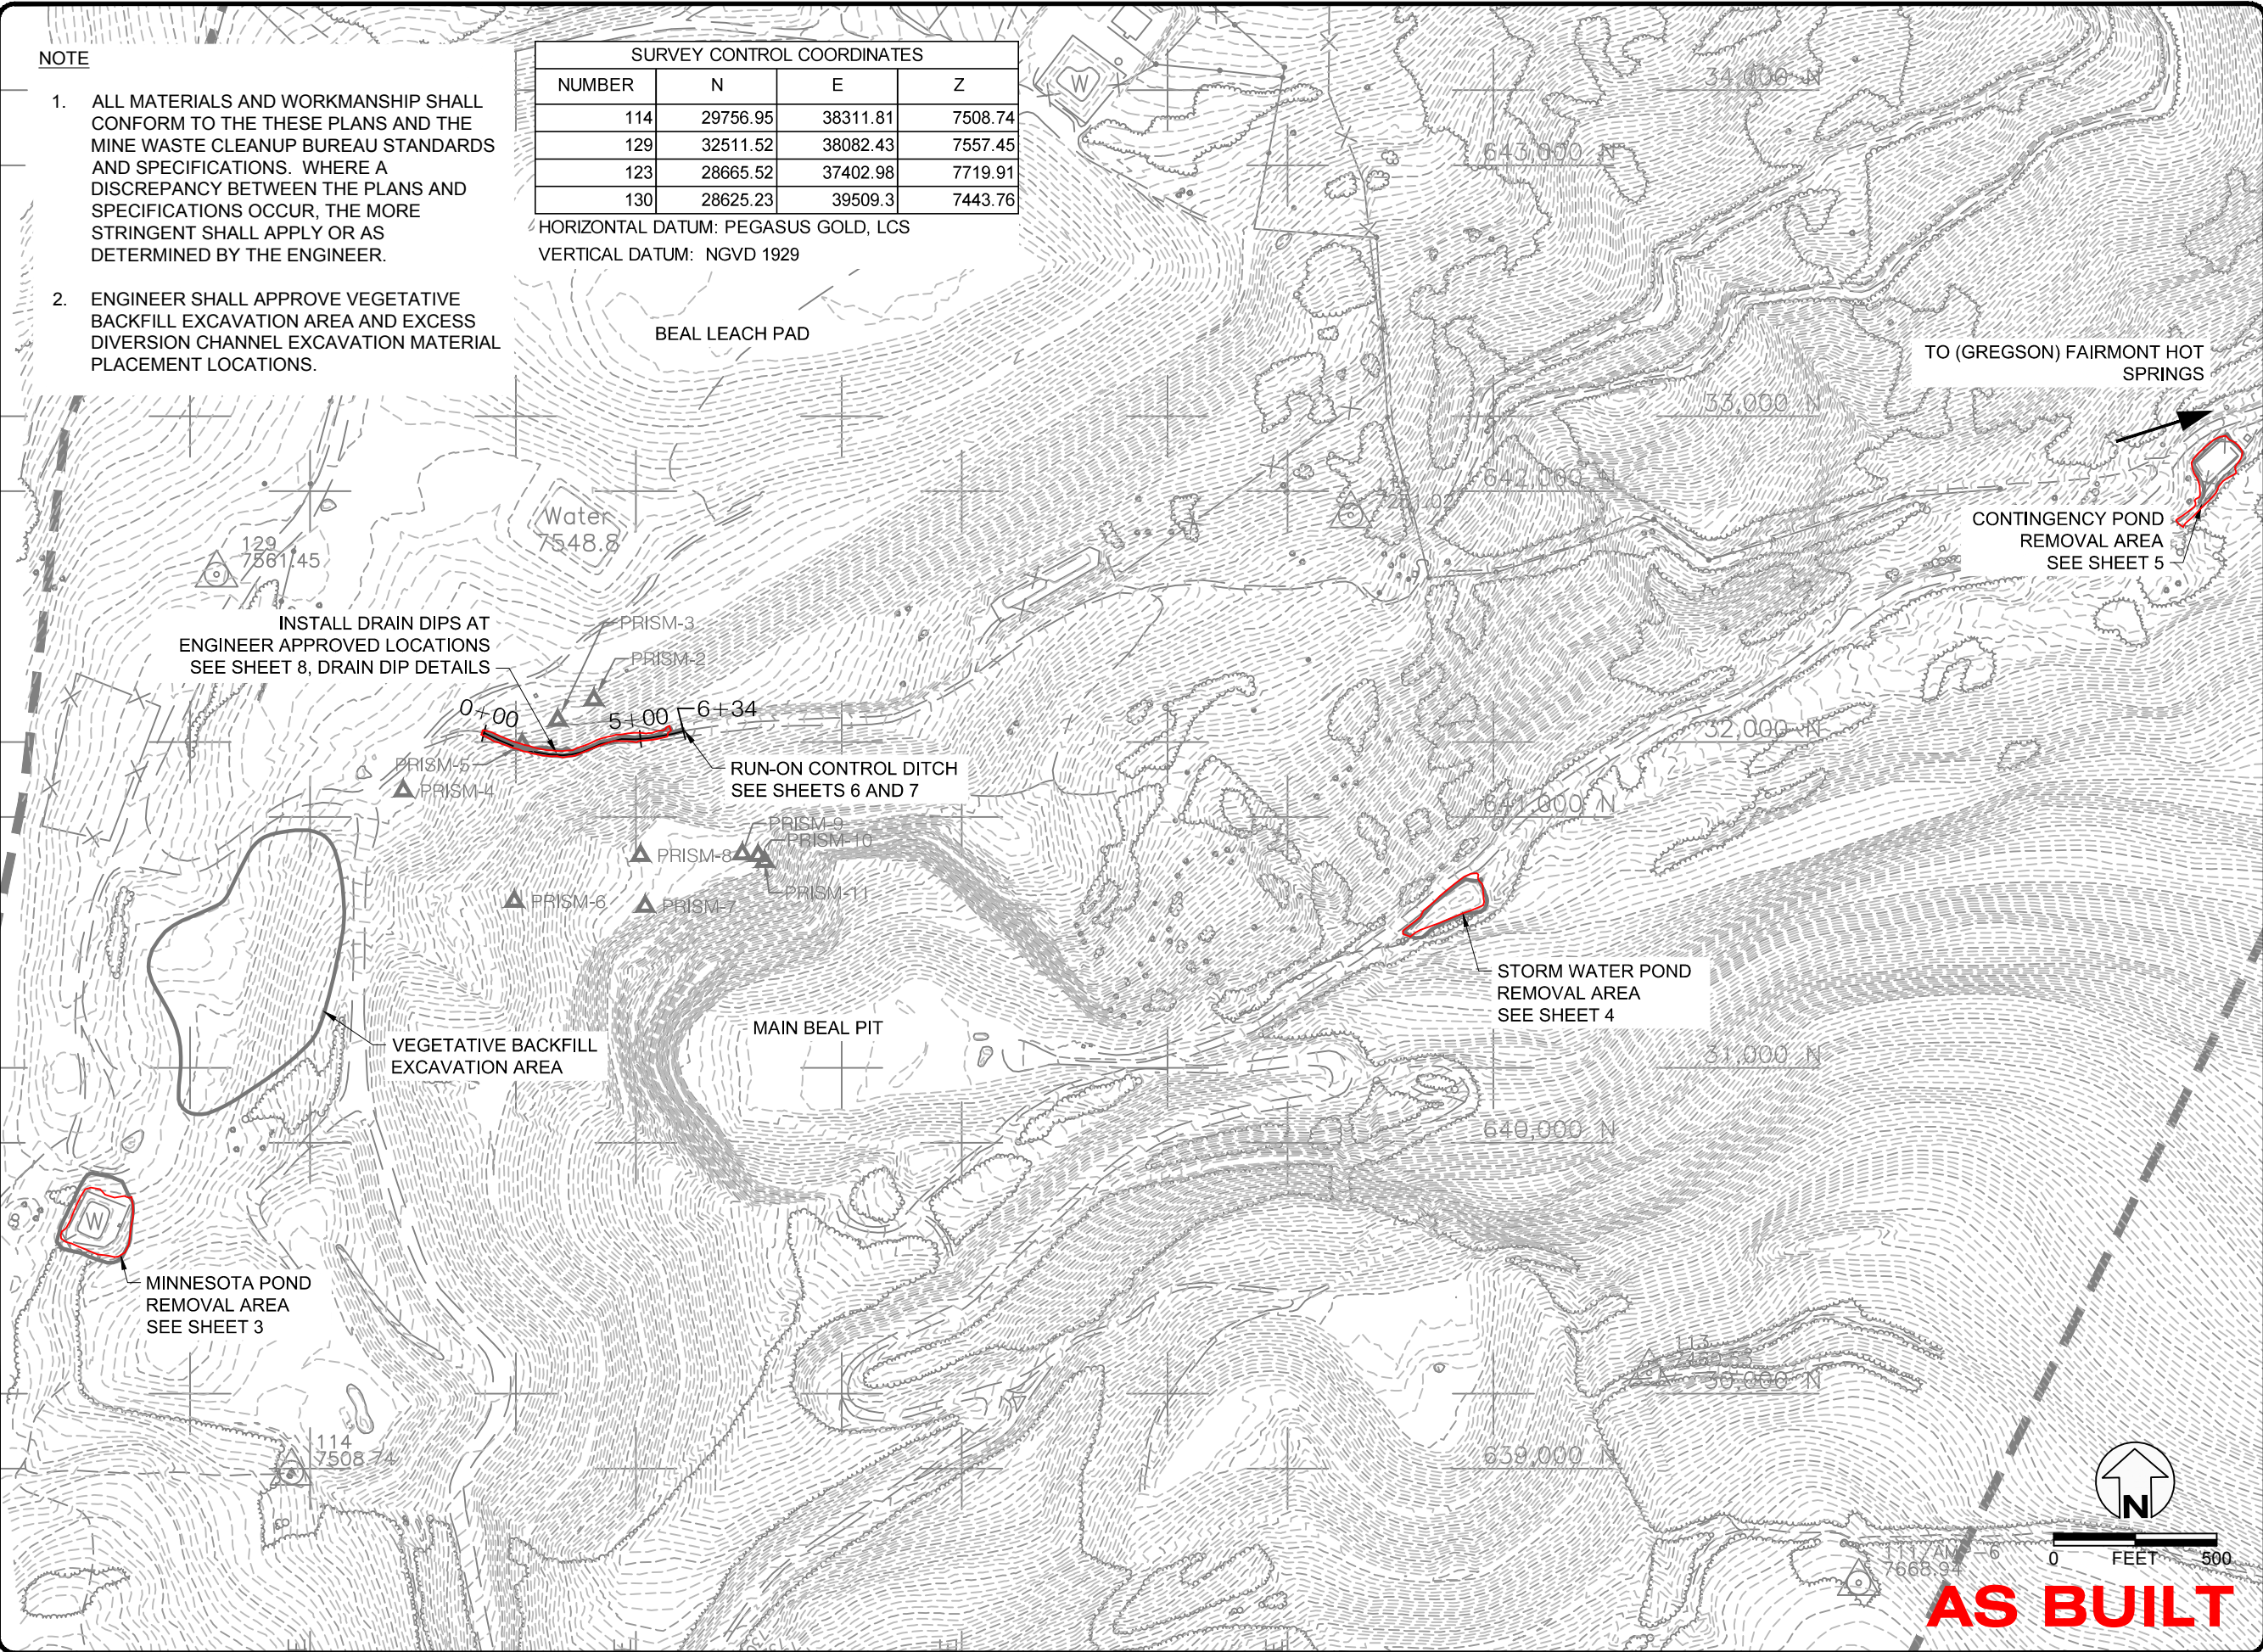 NOTE
1. ALL MATERIALS AND WORKMANSHIP SHALL
CONFORM TO THE THESE PLANS AND THE
MINE WASTE CLEANUP BUREAU STANDARDS
AND SPECIFICATIONS. WHERE A
DISCREPANCY BETWEEN THE PLANS AND
SPECIFICATIONS OCCUR, THE MORE
STRINGENT SHALL APPLY OR AS
DETERMINED BY THE ENGINEER.
2. ENGINEER SHALL APPROVE VEGETATIVE
BACKFILL EXCAVATION AREA AND EXCESS
DIVERSION CHANNEL EXCAVATION MATERIAL
PLACEMENT LOCATIONS.
SURVEY CONTROL COORDINATES
NUMBER N E Z
114 29756.95 38311.81 7508.74
129 32511.52 38082.43 7557.45
123 28665.52 37402.98 7719.91
130 28625.23 39509.3 7443.76
HORIZONTAL DATUM: PEGASUS GOLD, LCS
VERTICAL DATUM: NGVD 1929
W
34,000 N
643,000 N
BEAL LEACH PAD
TO (GREGSON) FAIRMONT HOT
SPRINGS
33,000 N
642,000 N
Water
7548.8
129
7561.45
CONTINGENCY POND
REMOVAL AREA
SEE SHEET 5
INSTALL DRAIN DIPS AT
ENGINEER APPROVED LOCATIONS
SEE SHEET 8, DRAIN DIP DETAILS
PRISM-3
PRISM-2
0+00
5+00
6+34
32,000 N
PRISM-5
PRISM-4
RUN-ON CONTROL DITCH
SEE SHEETS 6 AND 7
641,000 N
PRISM-9
PRISM-10
PRISM-8
PRISM-11
PRISM-6
PRISM-7
STORM WATER POND
REMOVAL AREA
SEE SHEET 4
MAIN BEAL PIT
VEGETATIVE BACKFILL
EXCAVATION AREA
31,000 N
640,000 N
W
MINNESOTA POND
REMOVAL AREA
SEE SHEET 3
113
30,000 N
114
7508.74
639,000 N
N
0 FEET 500
7668.94
AS BUILT